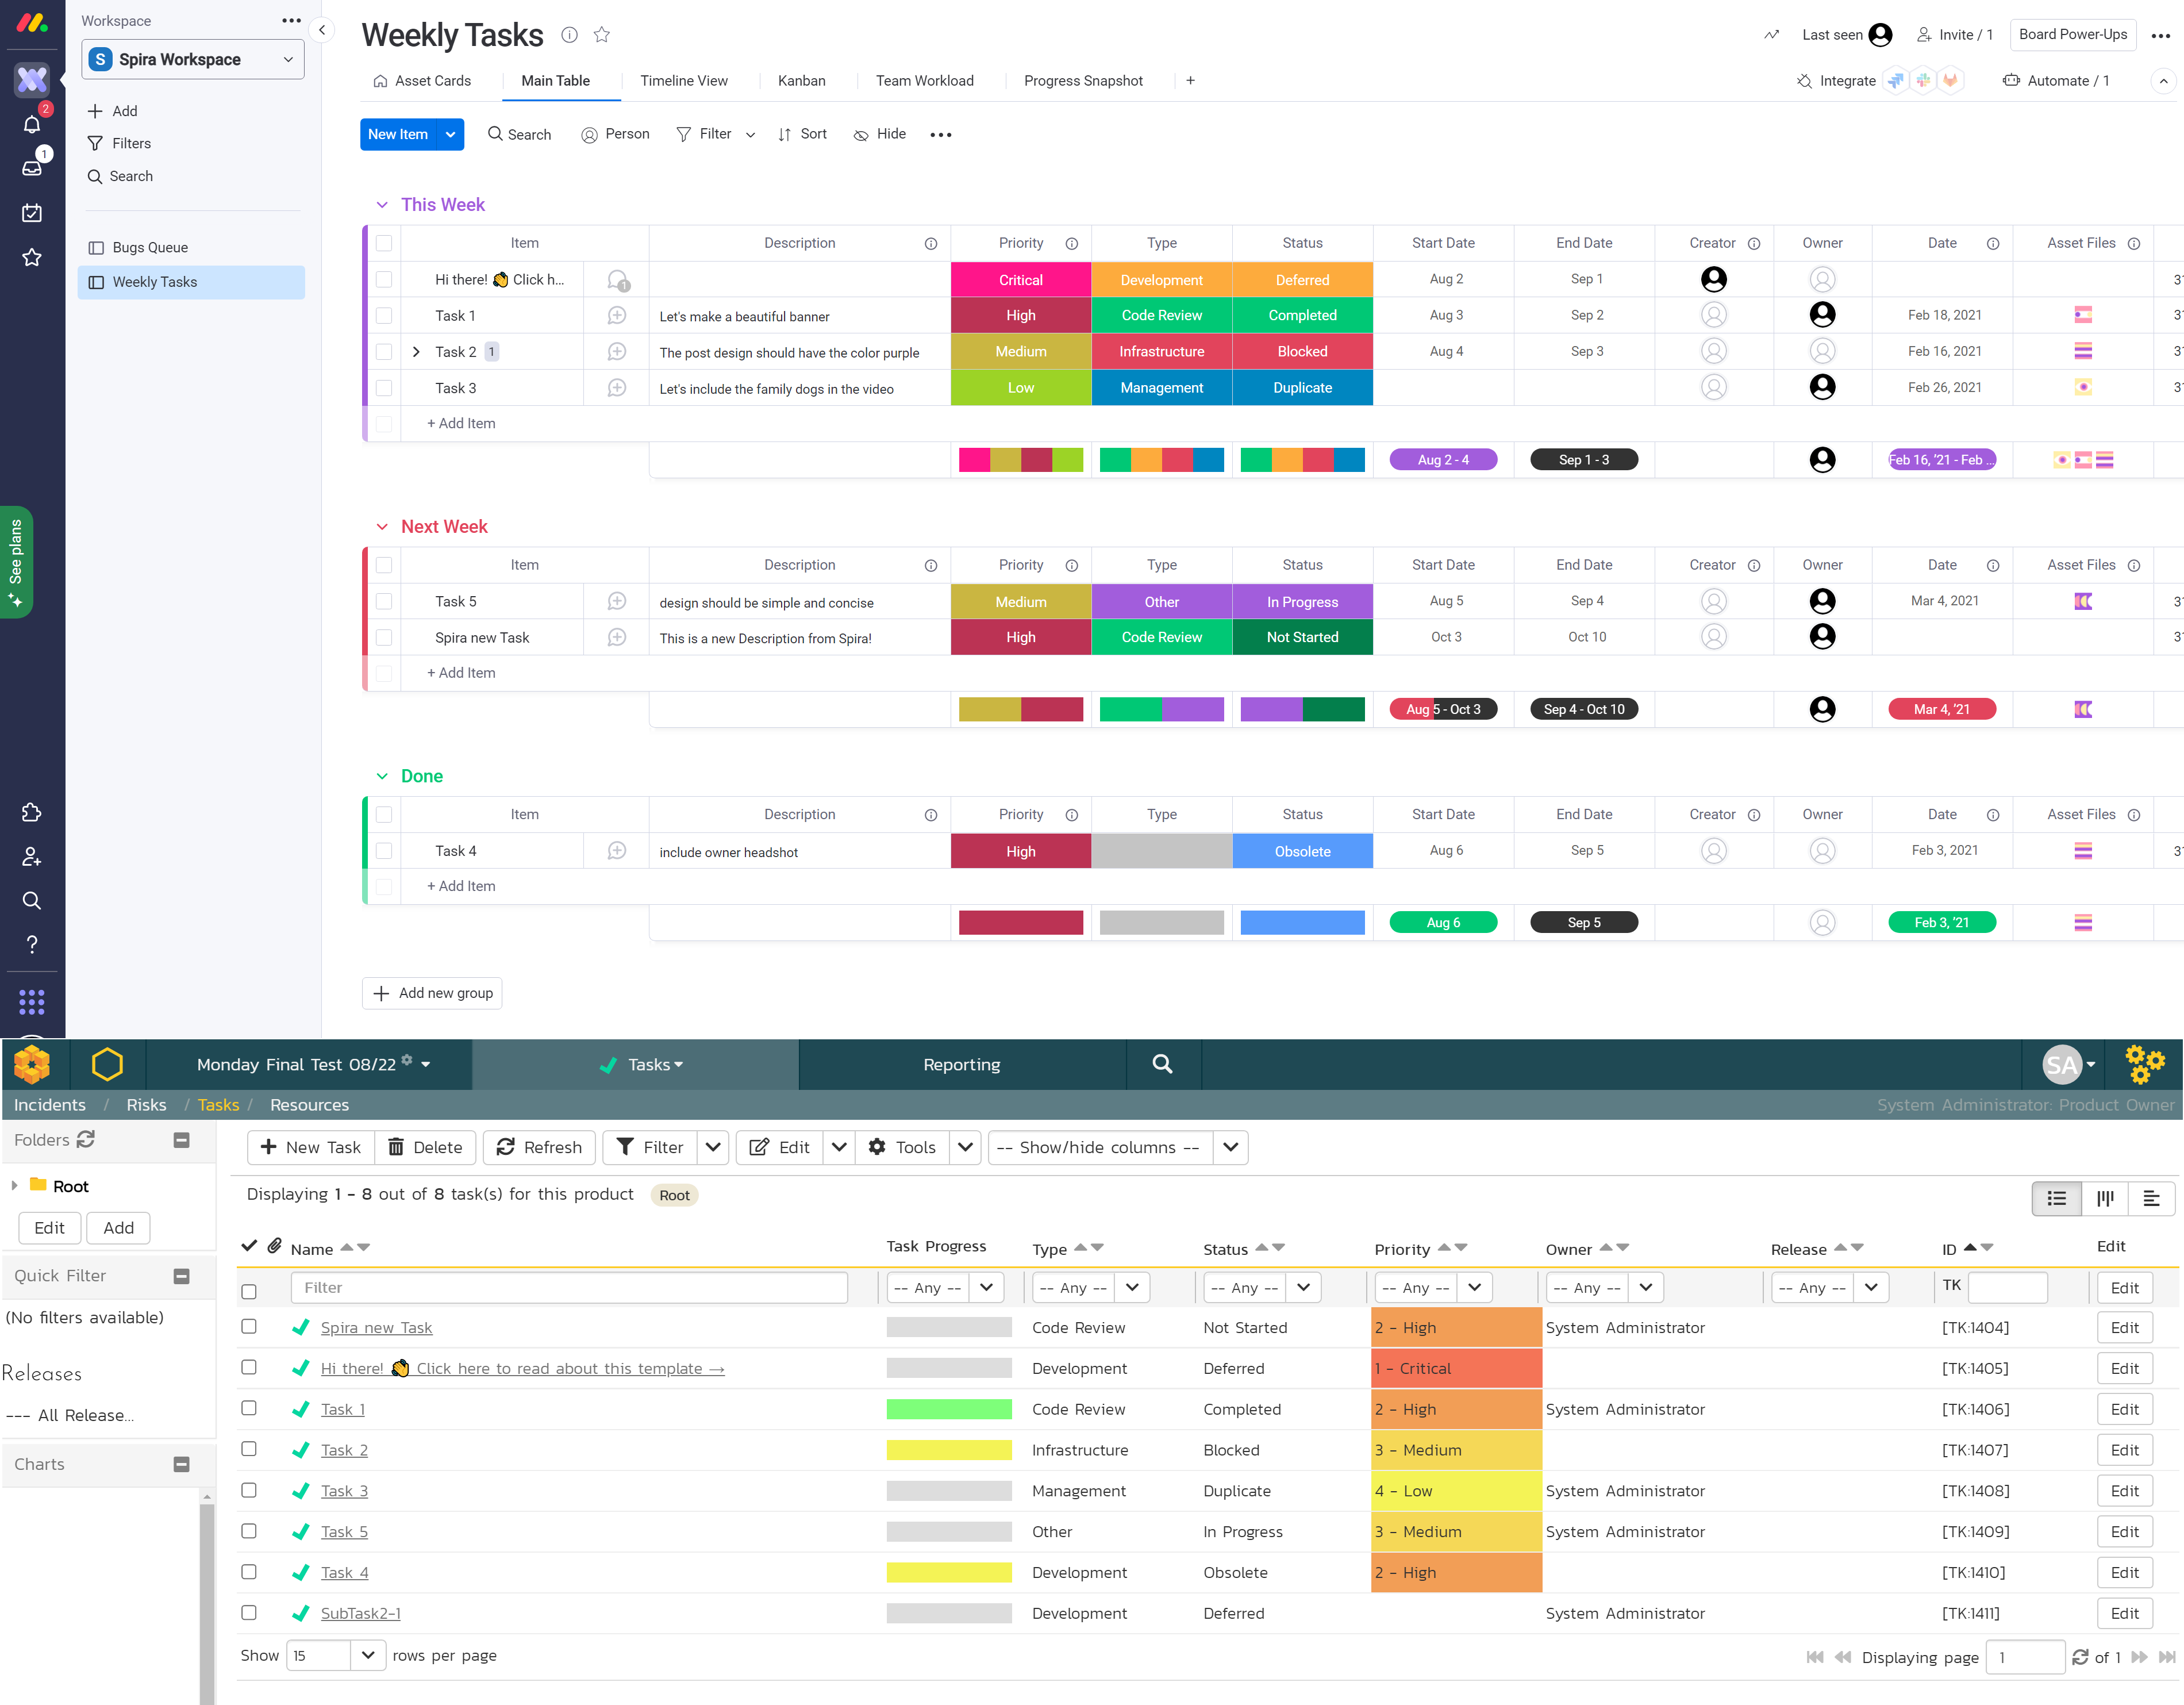 Workspace
S Spira Workspace
Add
Filters
Search
Bugs Queue
Weekly Tasks
2
1
See plans
Weekly Tasks
Last seen Invite / 1 Board Power-Ups
Asset Cards Main Table Timeline View Kanban Team Workload Progress Snapshot + Integrate Automate / 1
New Item Search Person Filter Sort Hide
This Week
Item Description Priority Type Status Start Date End Date Creator Owner Date Asset Files
Hi there! 👏 Click h... 1 Critical Development Deferred Aug 2 Sep 1 31
Task 1 Let's make a beautiful banner High Code Review Completed Aug 3 Sep 2 Feb 18, 2021 31
Task 2 1 The post design should have the color purple Medium Infrastructure Blocked Aug 4 Sep 3 Feb 16, 2021 31
Task 3 Let's include the family dogs in the video Low Management Duplicate Feb 26, 2021 31
+ Add Item
Aug 2 - 4 Sep 1 - 3 Feb 16, '21 - Feb ...
Next Week
Item Description Priority Type Status Start Date End Date Creator Owner Date Asset Files
Task 5 design should be simple and concise Medium Other In Progress Aug 5 Sep 4 Mar 4, 2021 31
Spira new Task This is a new Description from Spira! High Code Review Not Started Oct 3 Oct 10 31
+ Add Item
Aug 5 - Oct 3 Sep 4 - Oct 10 Mar 4, '21
Done
Item Description Priority Type Status Start Date End Date Creator Owner Date Asset Files
Task 4 include owner headshot High Obsolete Aug 6 Sep 5 Feb 3, 2021 31
+ Add Item
Aug 6 Sep 5 Feb 3, '21
+ Add new group
Monday Final Test 08/22 Tasks Reporting SA
Incidents / Risks / Tasks / Resources System Administrator: Product Owner
Folders
Root
Edit Add
Quick Filter
(No filters available)
Releases
--- All Release...
Charts
New Task Delete Refresh Filter Edit Tools -- Show/hide columns --
Displaying 1 - 8 out of 8 task(s) for this product Root
Name Task Progress Type Status Priority Owner Release ID Edit
Filter -- Any -- -- Any -- -- Any -- -- Any -- -- Any -- -- Any -- TK Edit
Spira new Task Code Review Not Started 2 - High System Administrator [TK:1404] Edit
Hi there! 👏 Click here to read about this template → Development Deferred 1 - Critical [TK:1405] Edit
Task 1 Code Review Completed 2 - High System Administrator [TK:1406] Edit
Task 2 Infrastructure Blocked 3 - Medium [TK:1407] Edit
Task 3 Management Duplicate 4 - Low System Administrator [TK:1408] Edit
Task 5 Other In Progress 3 - Medium System Administrator [TK:1409] Edit
Task 4 Development Obsolete 2 - High [TK:1410] Edit
SubTask2-1 Development Deferred System Administrator [TK:1411] Edit
Show 15 rows per page Displaying page 1 of 1